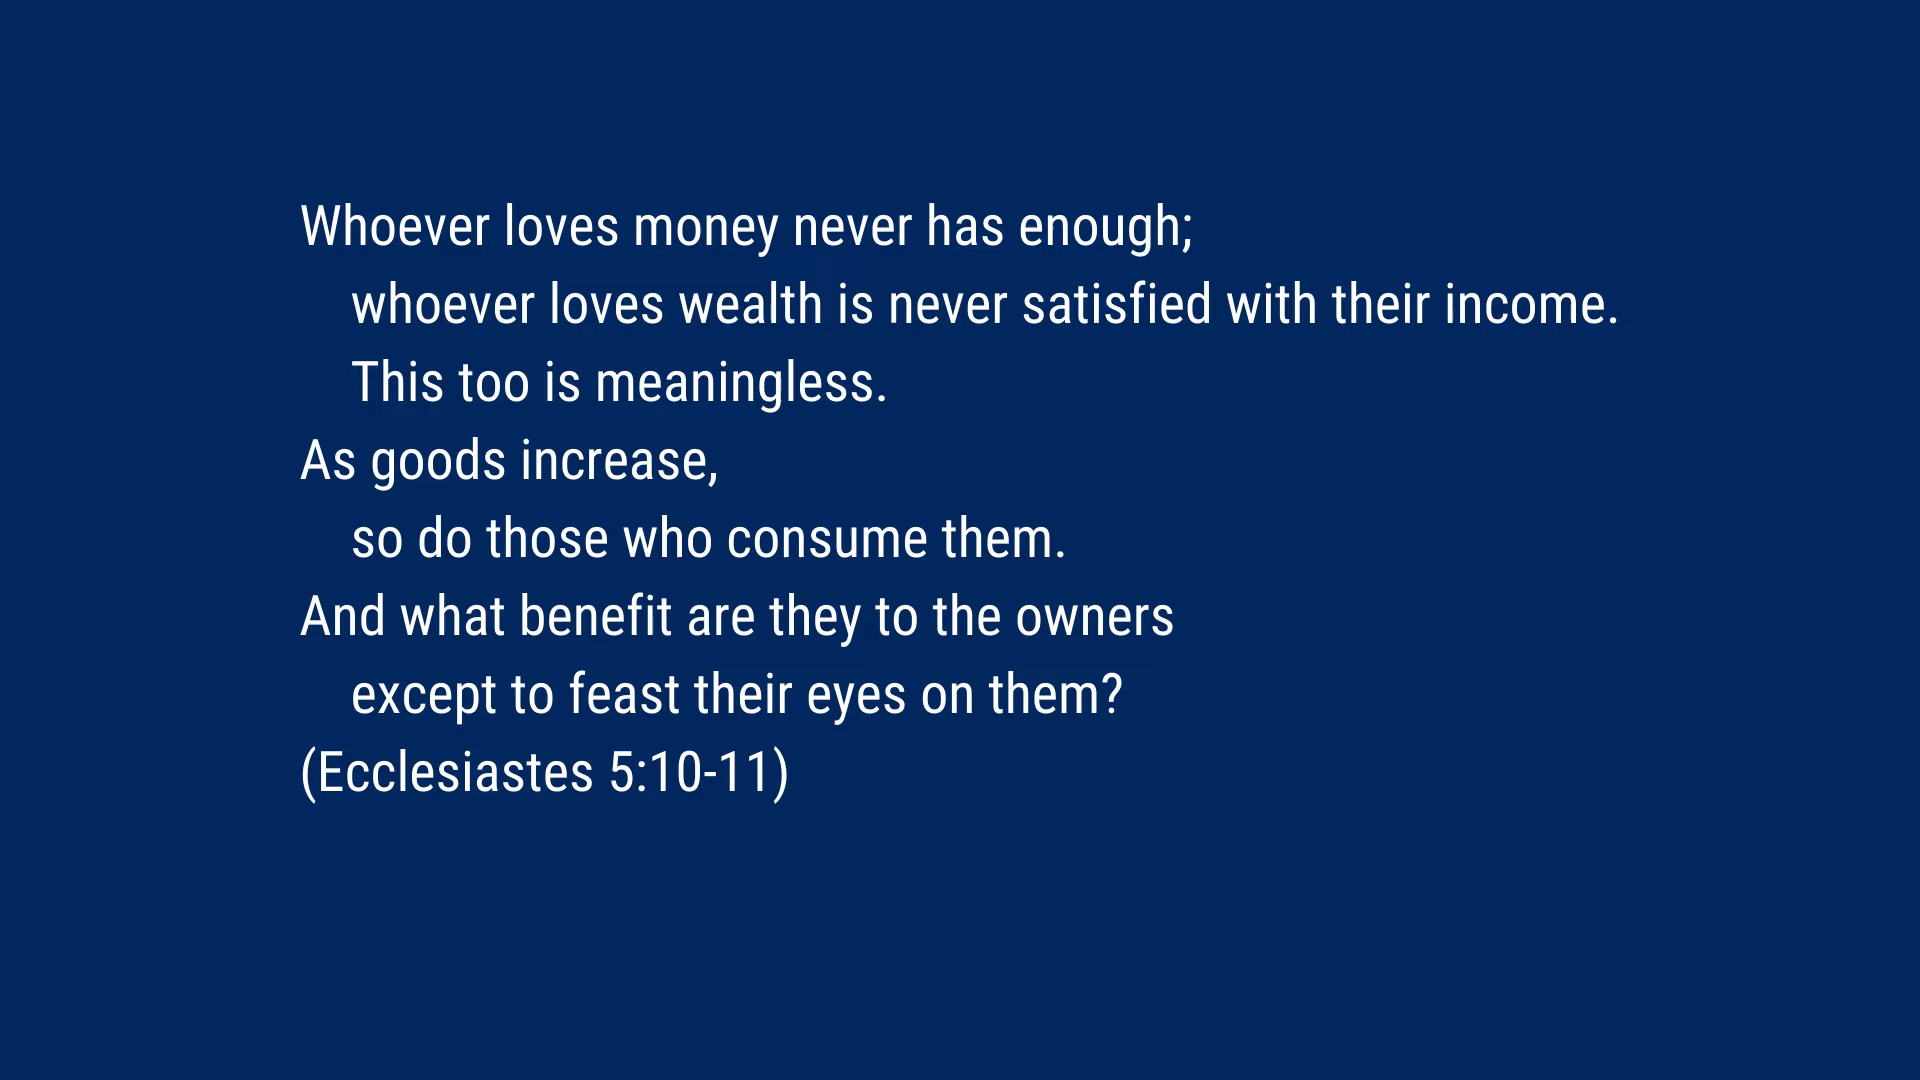 Whoever loves money never has enough;
whoever loves wealth is never satisfied with their income.
This too is meaningless.
As goods increase,
so do those who consume them.
And what benefit are they to the owners
except to feast their eyes on them?
(Ecclesiastes 5:10-11)